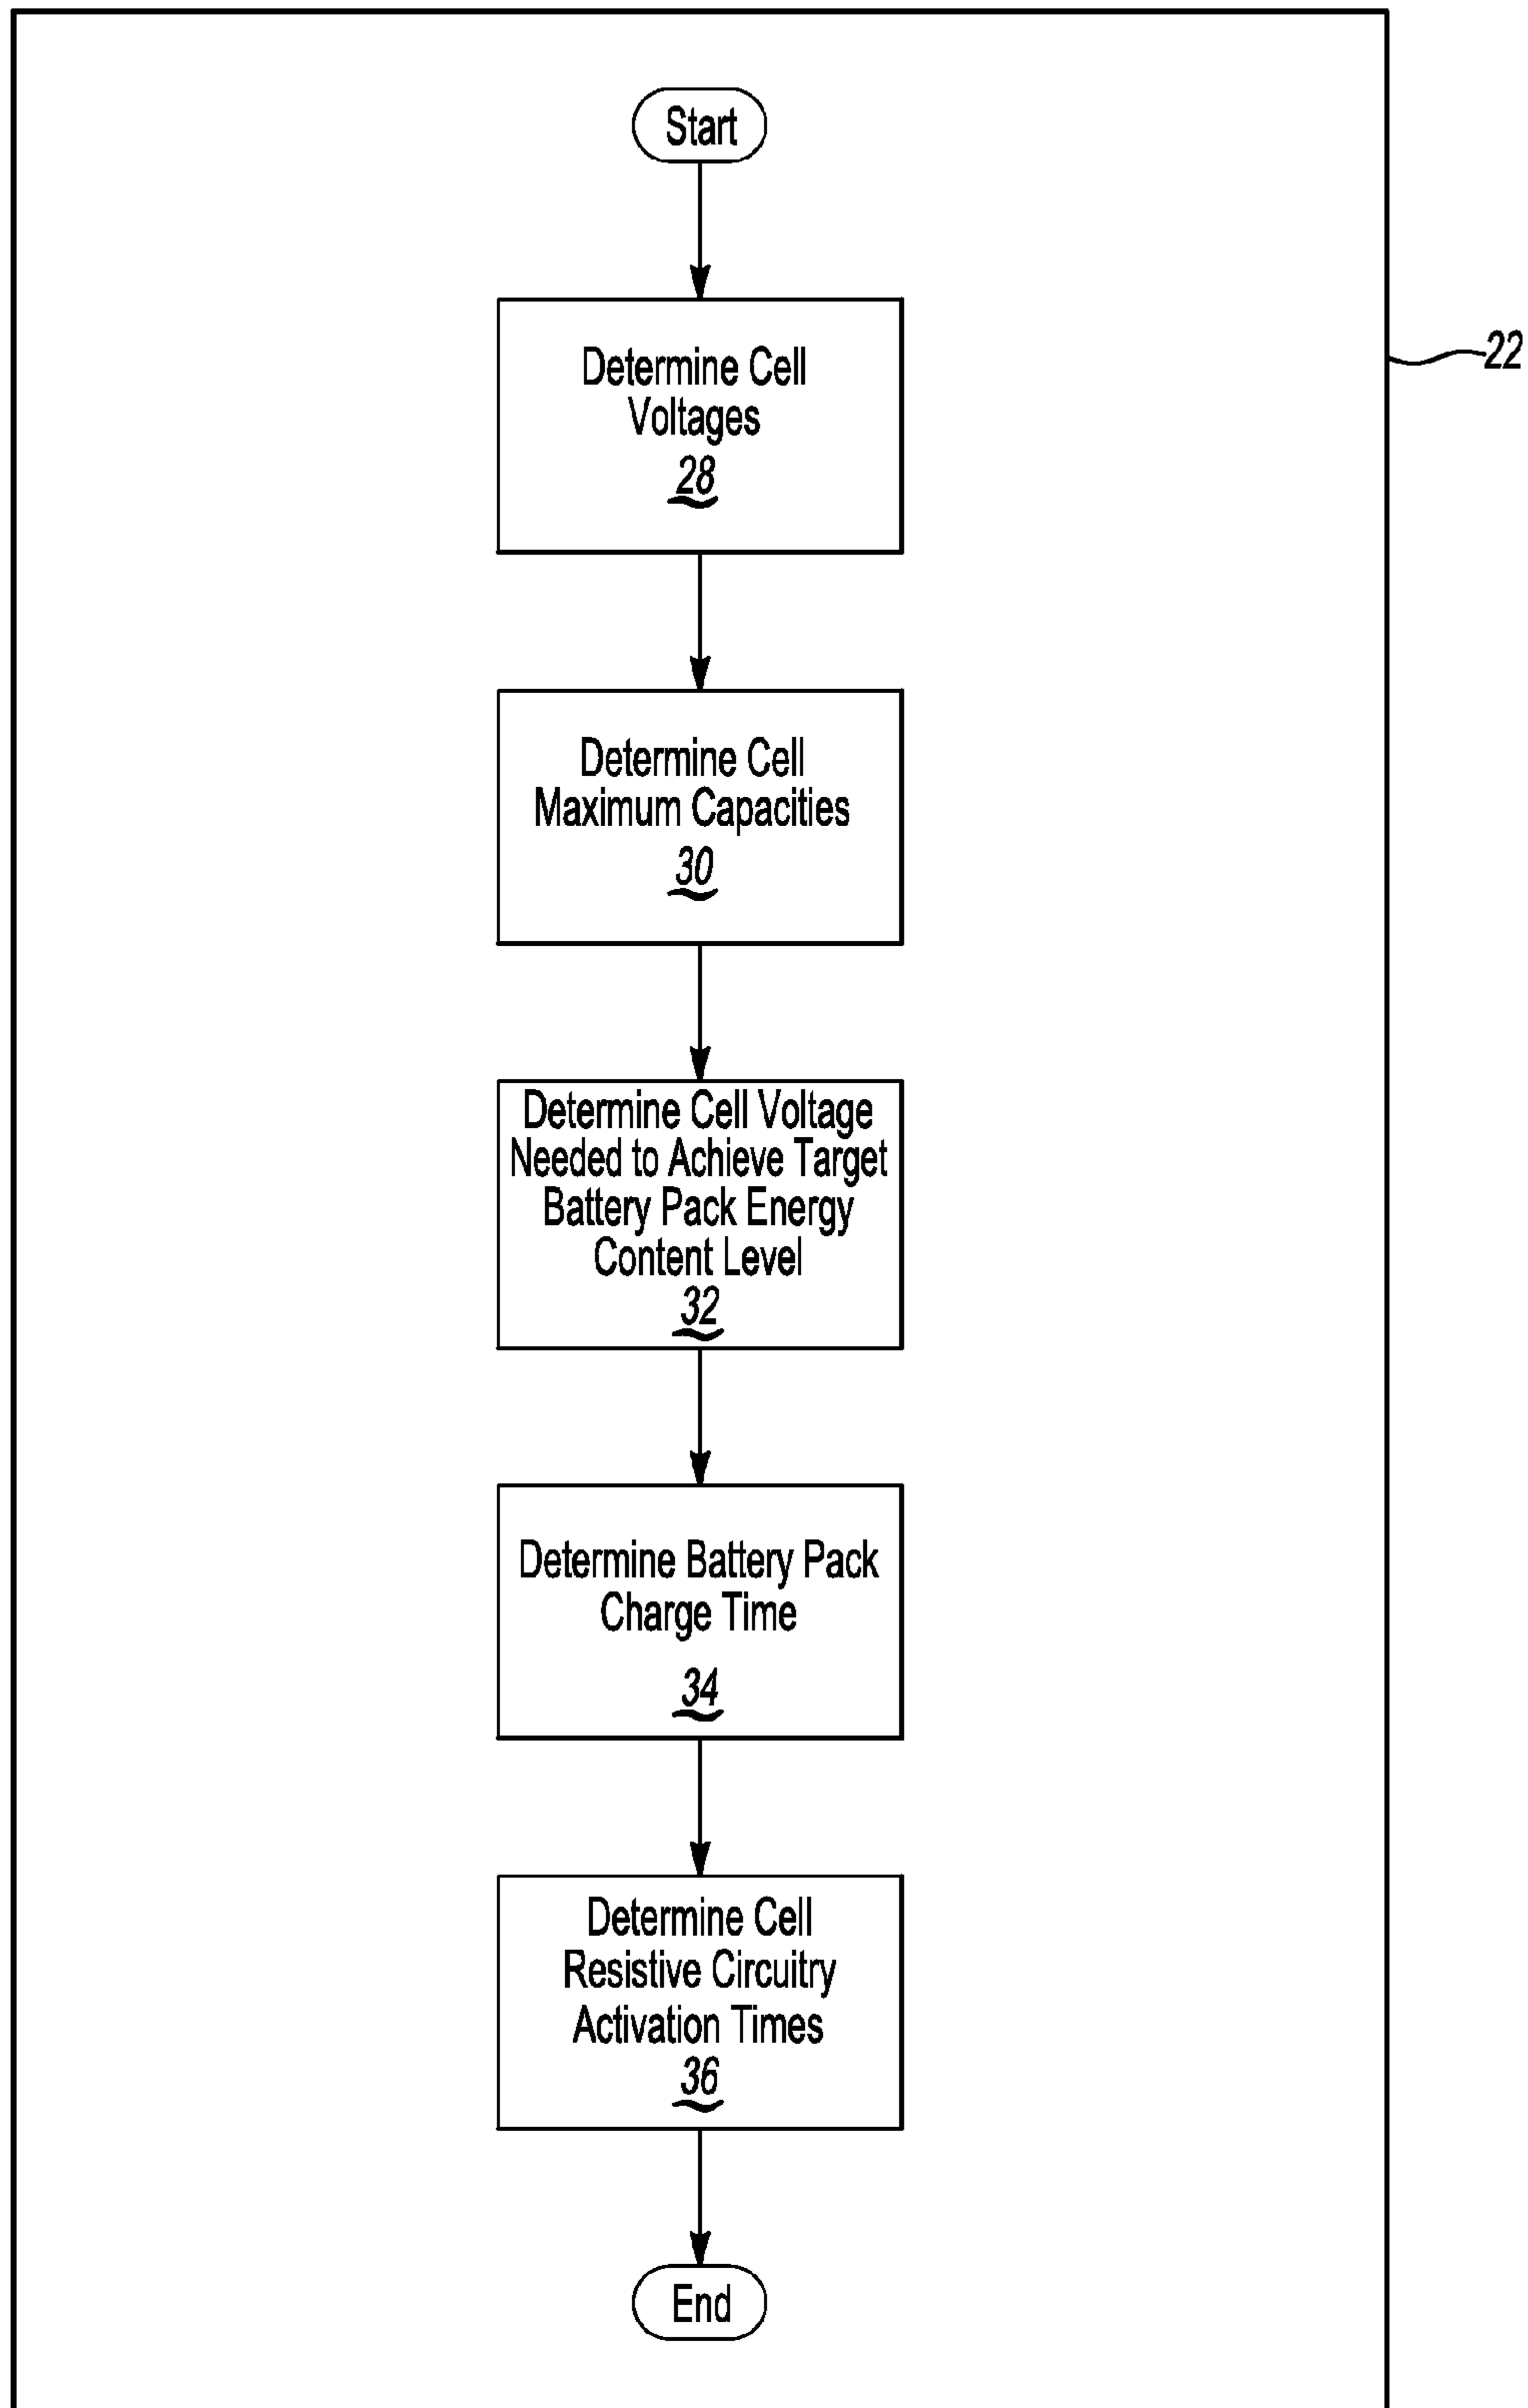 Start
Determine Cell
Voltages
28
22
Determine Cell
Maximum Capacities
30
Determine Cell Voltage
Needed to Achieve Target
Battery Pack Energy
Content Level
32
Determine Battery Pack
Charge Time
34
Determine Cell
Resistive Circuitry
Activation Times
36
End